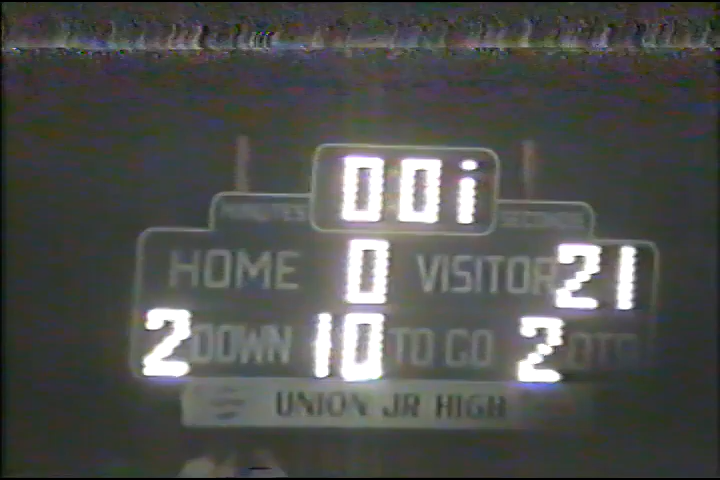 00i
MINUTES SECONDS
HOME 0 VISITOR 21
2 DOWN 10 TO GO 2 QTR
UNION JR HIGH